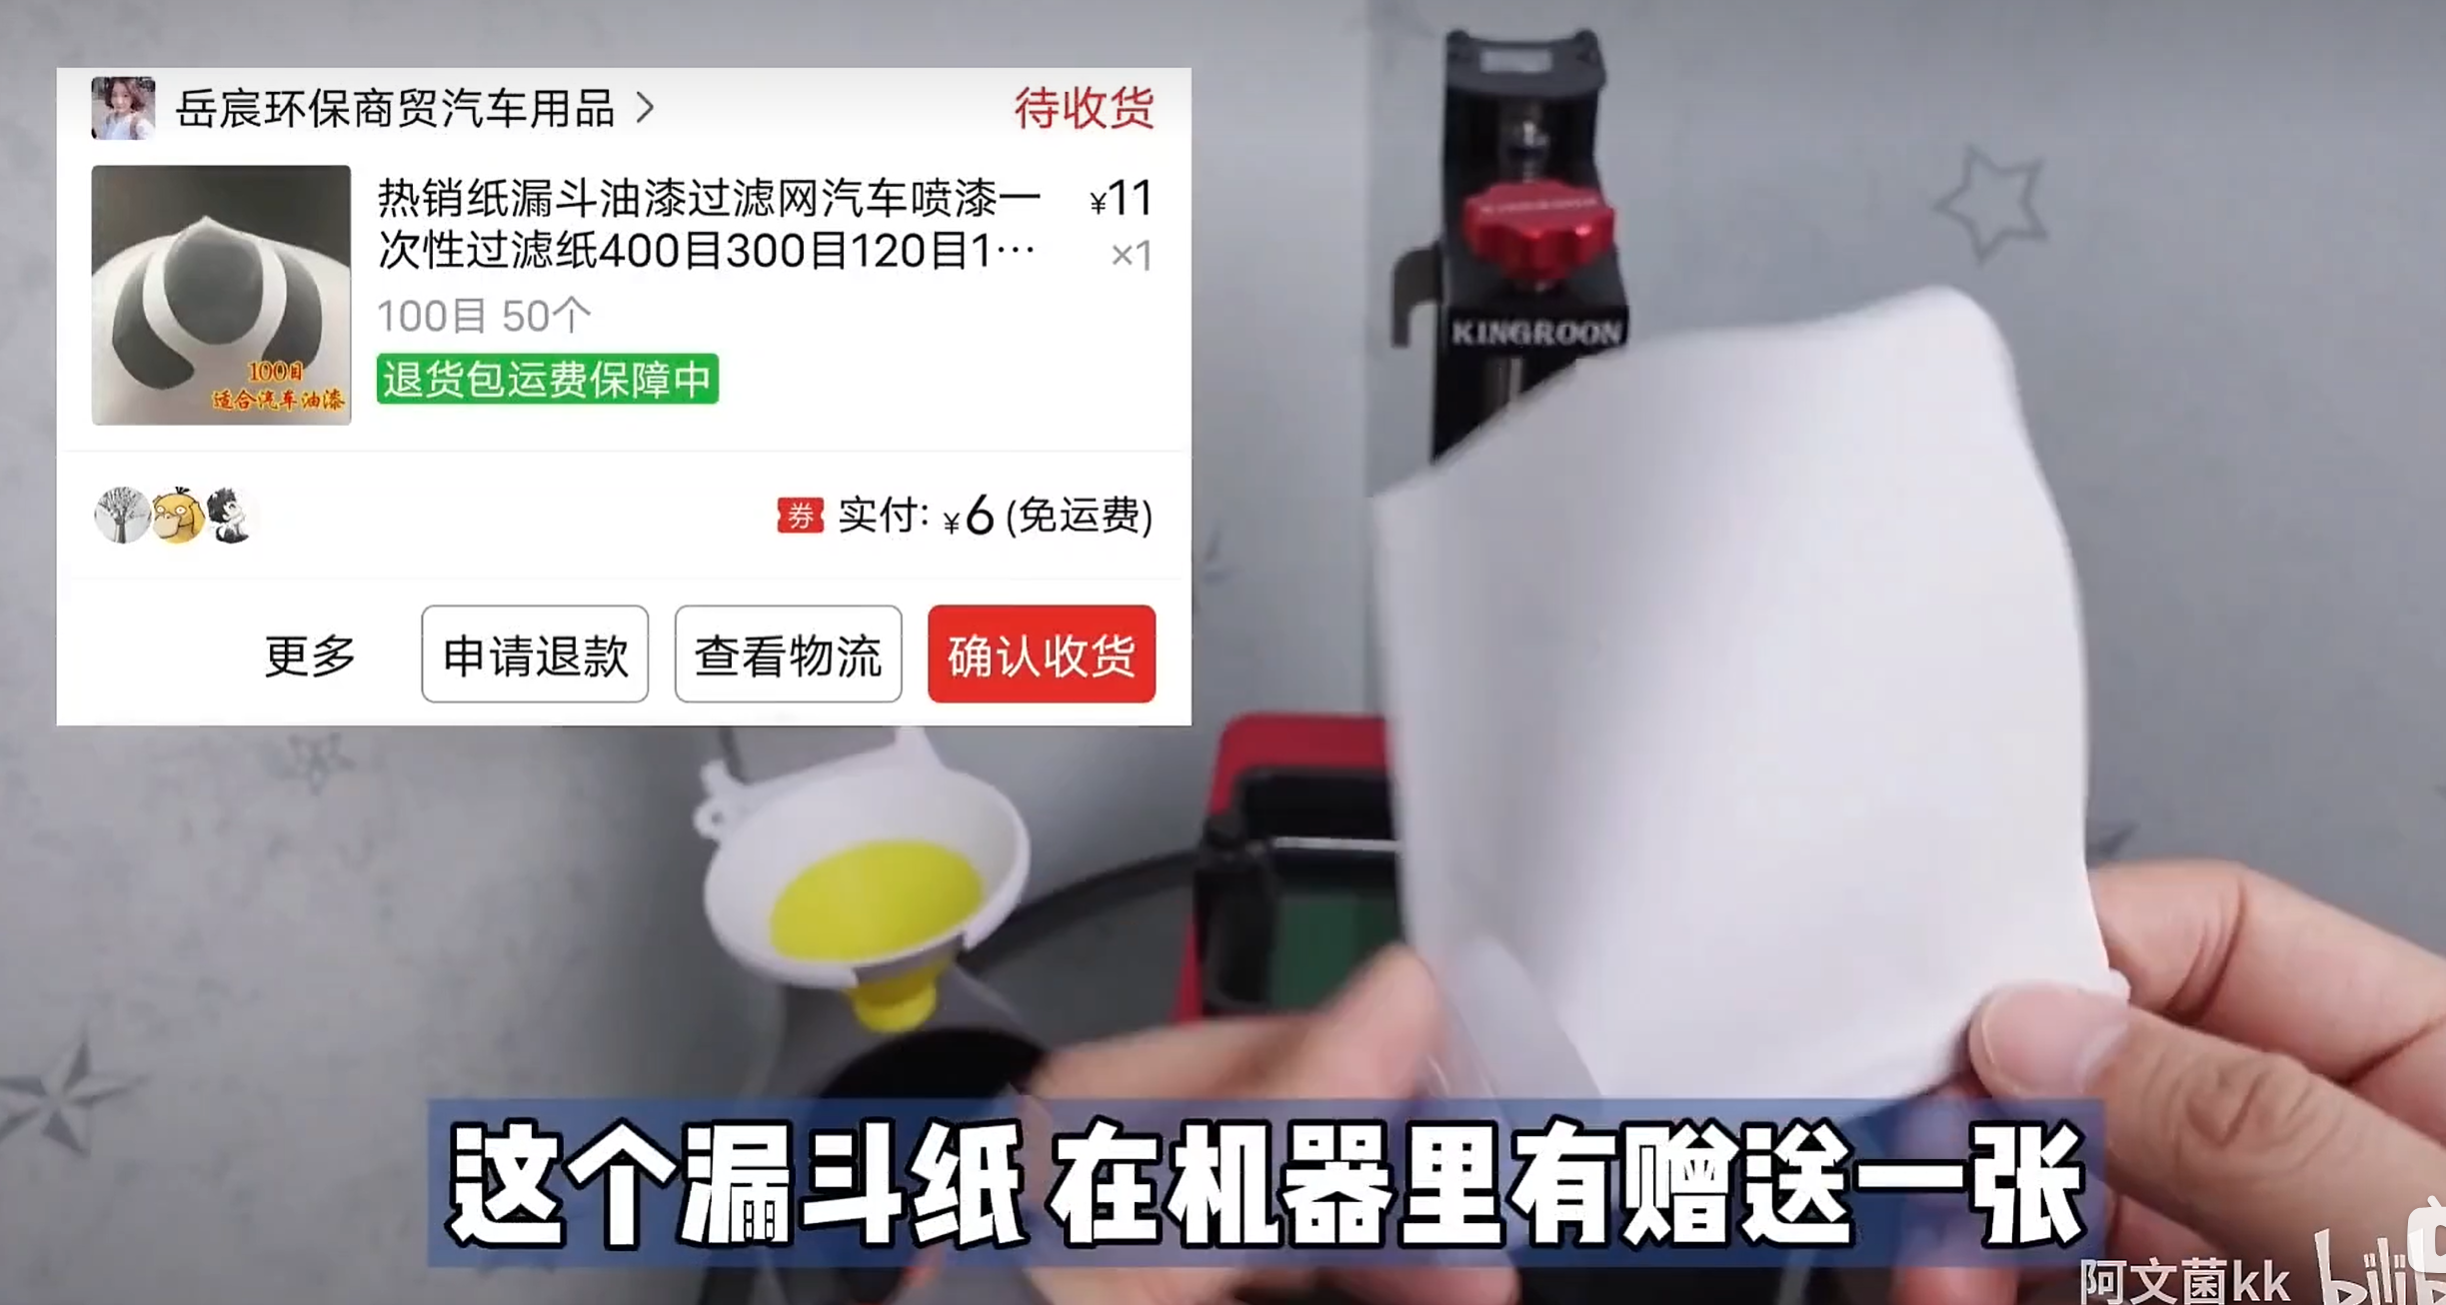 岳宸环保商贸汽车用品 >
待收货
热销纸漏斗油漆过滤网汽车喷漆一
次性过滤纸400目300目120目1…
¥11
×1
100目 50个
退货包运费保障中
100目
适合汽车油漆
券 实付: ¥6 (免运费)
更多
申请退款
查看物流
确认收货
KINGROON
KINGROON
这个漏斗纸 在机器里有赠送一张
阿文菌kk
bilib